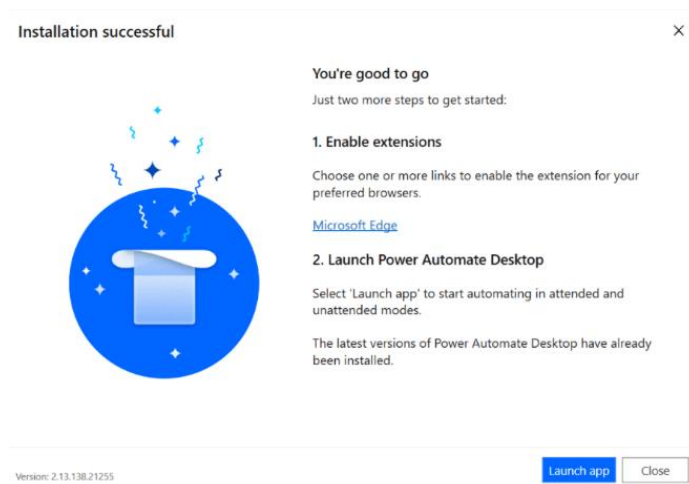 Installation successful
You're good to go
Just two more steps to get started:
1. Enable extensions
Choose one or more links to enable the extension for your
preferred browsers.
Microsoft Edge
2. Launch Power Automate Desktop
Select 'Launch app' to start automating in attended and
unattended modes.
The latest versions of Power Automate Desktop have already
been installed.
Version: 2.13.138.21255
Launch app
Close